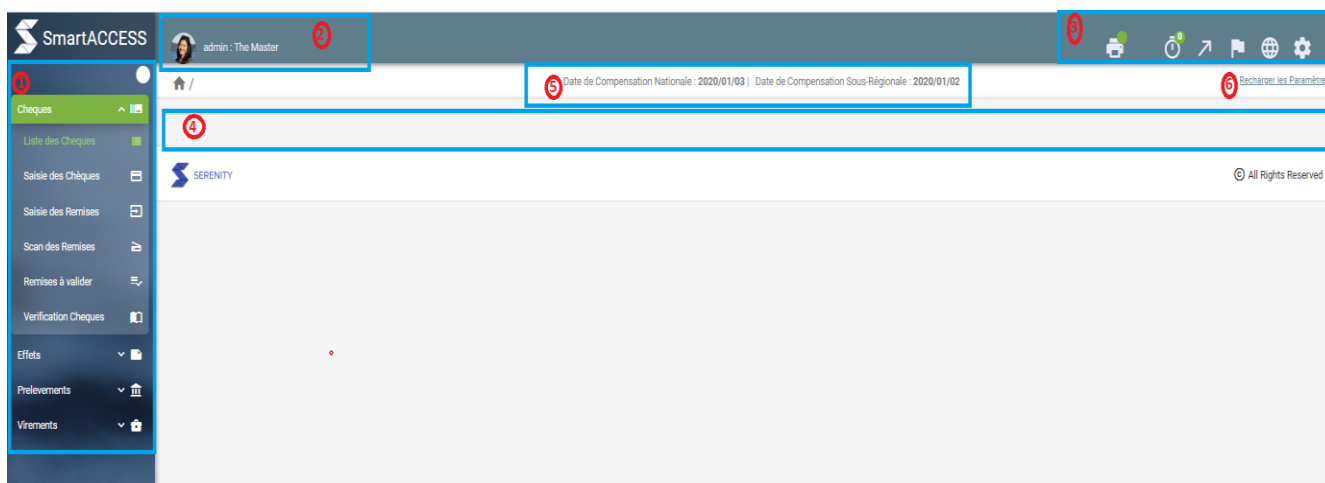 SmartACCESS
admin : The Master
2
3
0
1
5
Date de Compensation Nationale : 2020/01/03 | Date de Compensation Sous-Régionale : 2020/01/02
6
Recharger les Paramètre
Cheques
4
Liste des Cheques
Saisie des Chèques
SERENITY
© All Rights Reserved
Saisie des Remises
Scan des Remises
Remises à valider
Verification Cheques
Effets
Prelevements
Virements